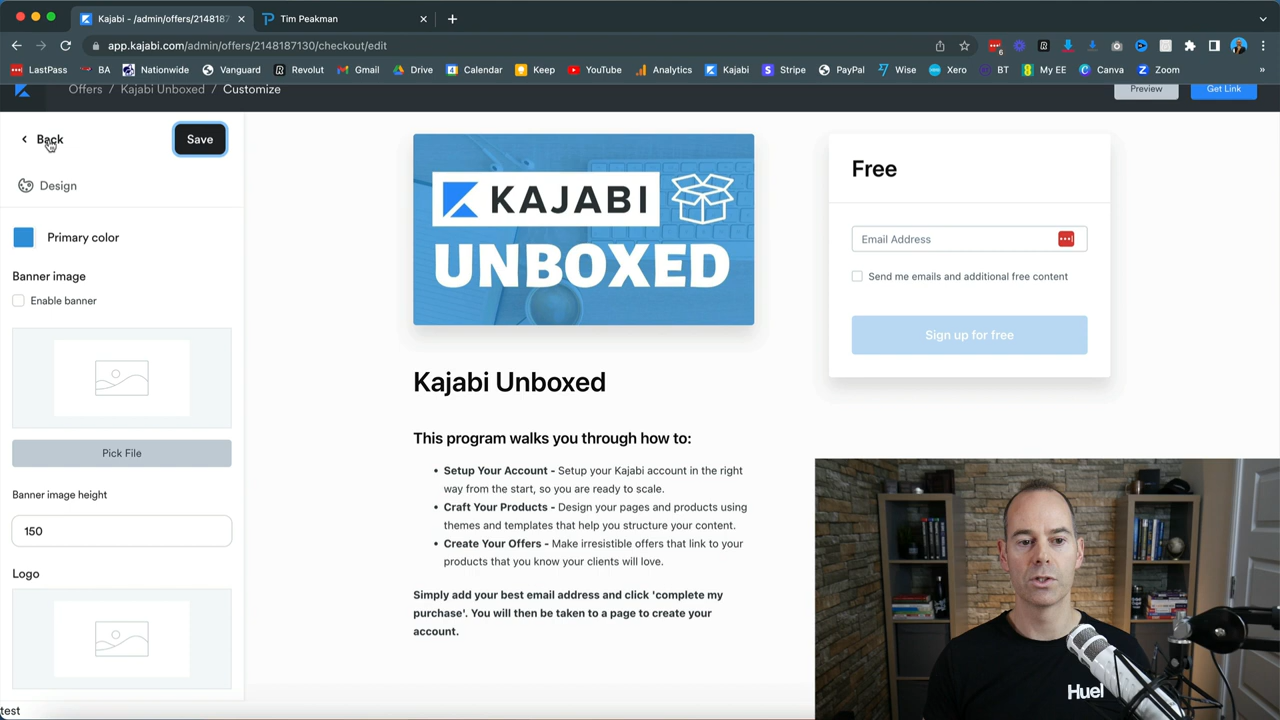 Kajabi - /admin/offers/2148187
Tim Peakman
app.kajabi.com/admin/offers/2148187130/checkout/edit
6
LastPass
BA
Nationwide
Vanguard
Revolut
Gmail
Drive
Calendar
Keep
YouTube
Analytics
Kajabi
Stripe
PayPal
Wise
Xero
BT
My EE
Canva
Zoom
»
Offers / Kajabi Unboxed / Customize
Preview
Get Link
Back
Save
Design
Primary color
Banner image
Enable banner
Pick File
Banner image height
150
Logo
test
KAJABI
UNBOXED
Kajabi Unboxed
This program walks you through how to:
• Setup Your Account - Setup your Kajabi account in the right
way from the start, so you are ready to scale.
• Craft Your Products - Design your pages and products using
themes and templates that help you structure your content.
• Create Your Offers - Make irresistible offers that link to your
products that you know your clients will love.
Simply add your best email address and click 'complete my
purchase'. You will then be taken to a page to create your
account.
Free
Email Address
Send me emails and additional free content
Sign up for free
Huel